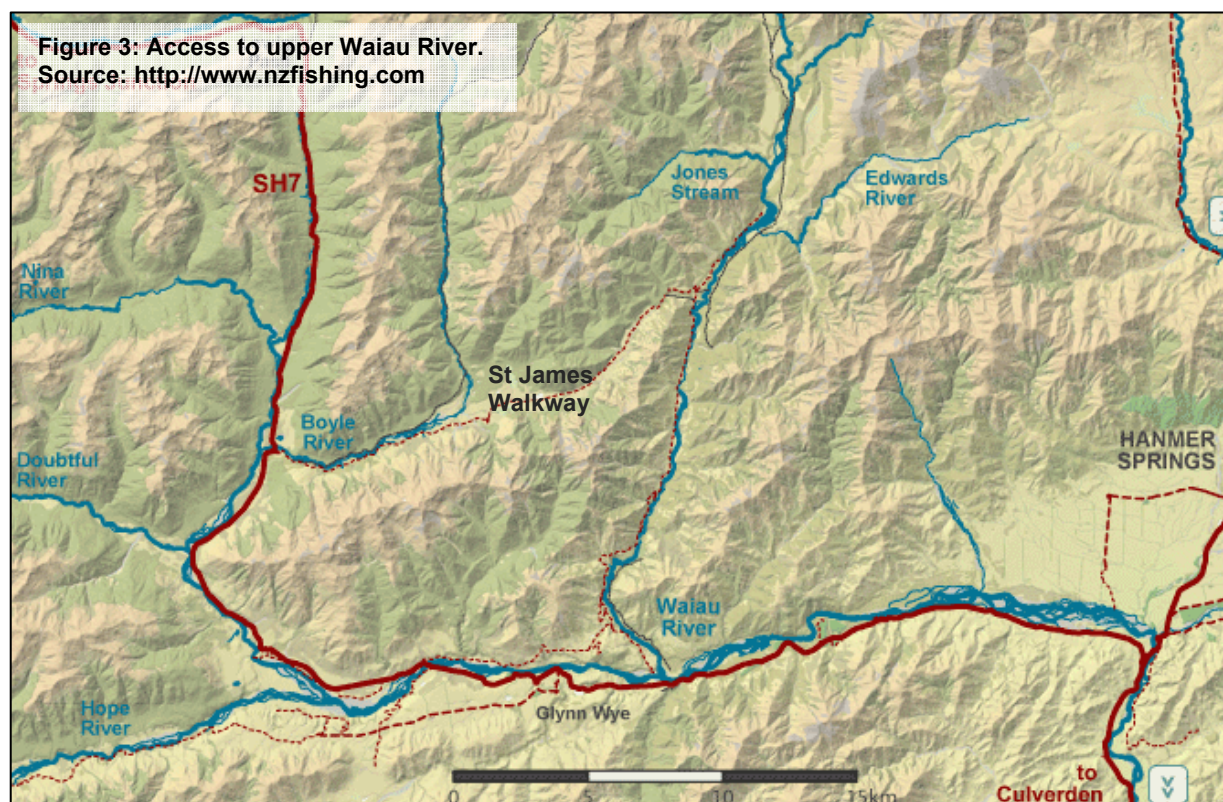 Figure 3: Access to upper Waiau River.
Source: http://www.nzfishing.com
SH7
Jones
Stream
Edwards
River
Nina
River
St James
Walkway
Boyle
River
HANMER
SPRINGS
Doubtful
River
Waiau
River
Hope
River
Glynn Wye
to
Culverden
0 5 10 15km